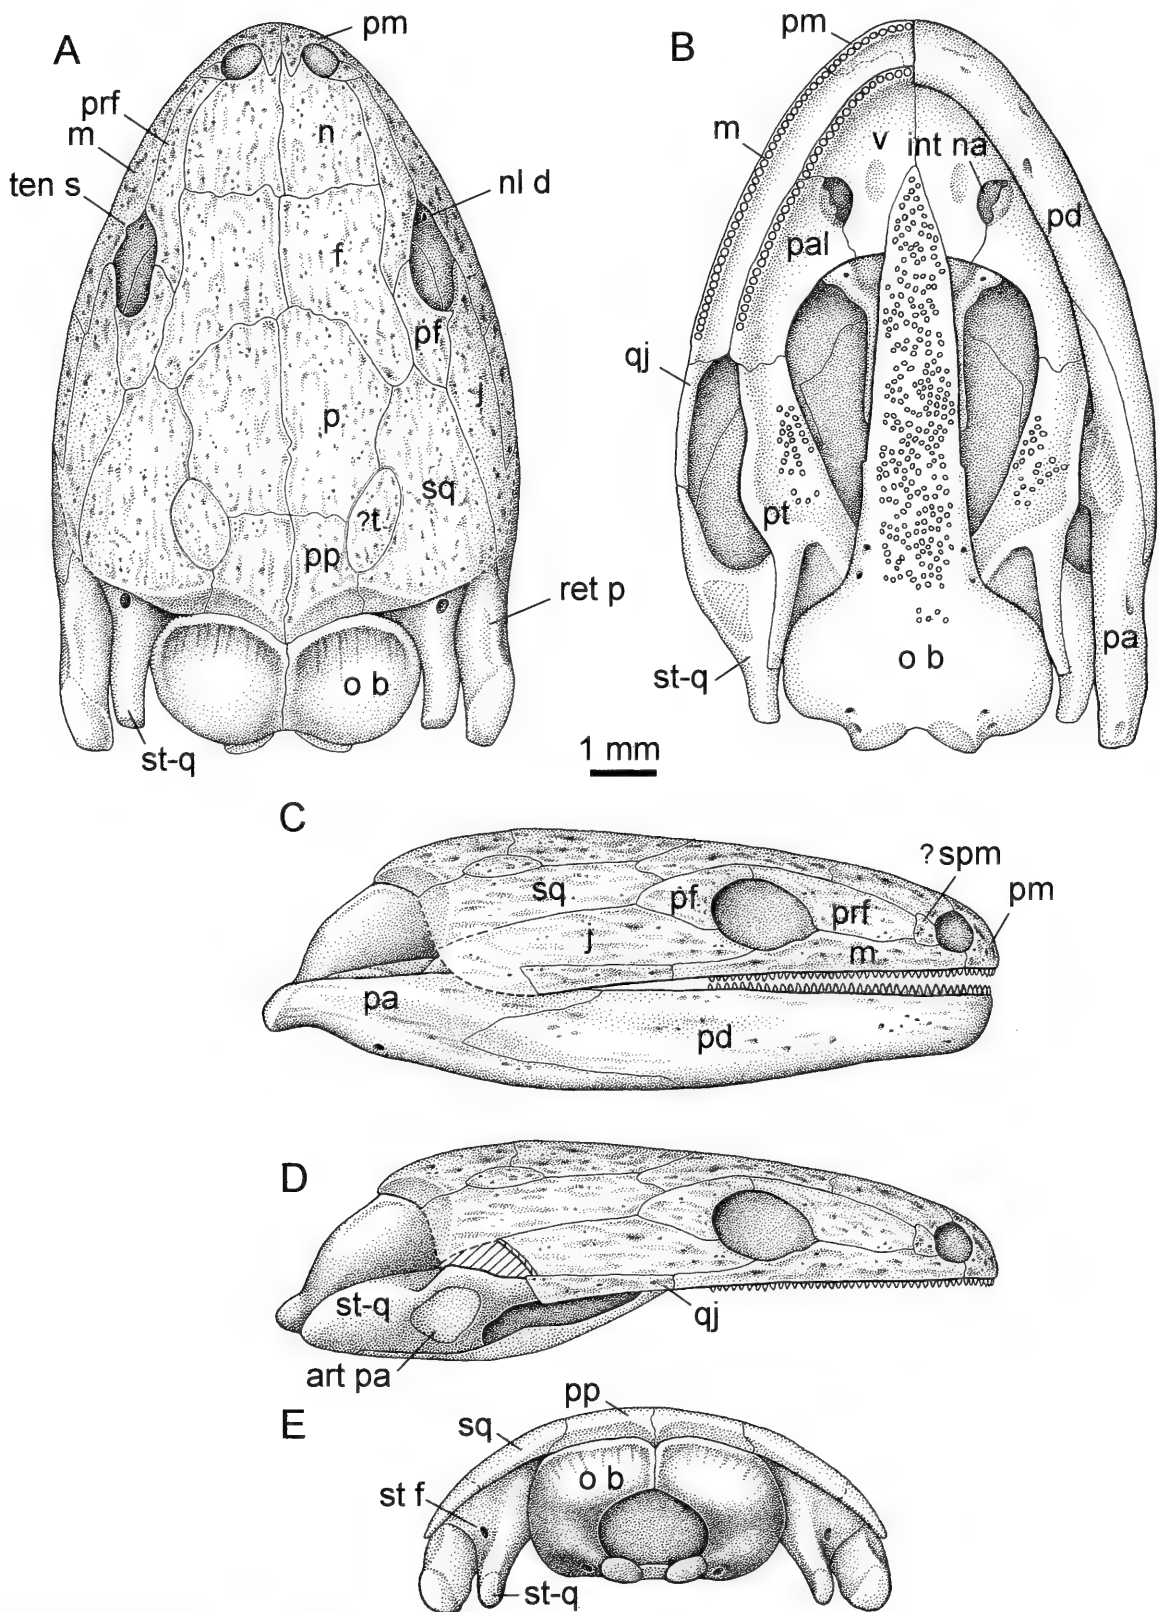 A
pm
prf
m
ten s
n
nl d
f
pf
j
p
sq
?t
pp
ret p
o b
st-q
B
pm
m
v
int na
pd
pal
qj
pt
pa
o b
st-q
1 mm
C
?spm
pm
sq
pf
prf
j
m
pa
pd
D
st-q
qj
art pa
E
pp
sq
o b
st f
st-q